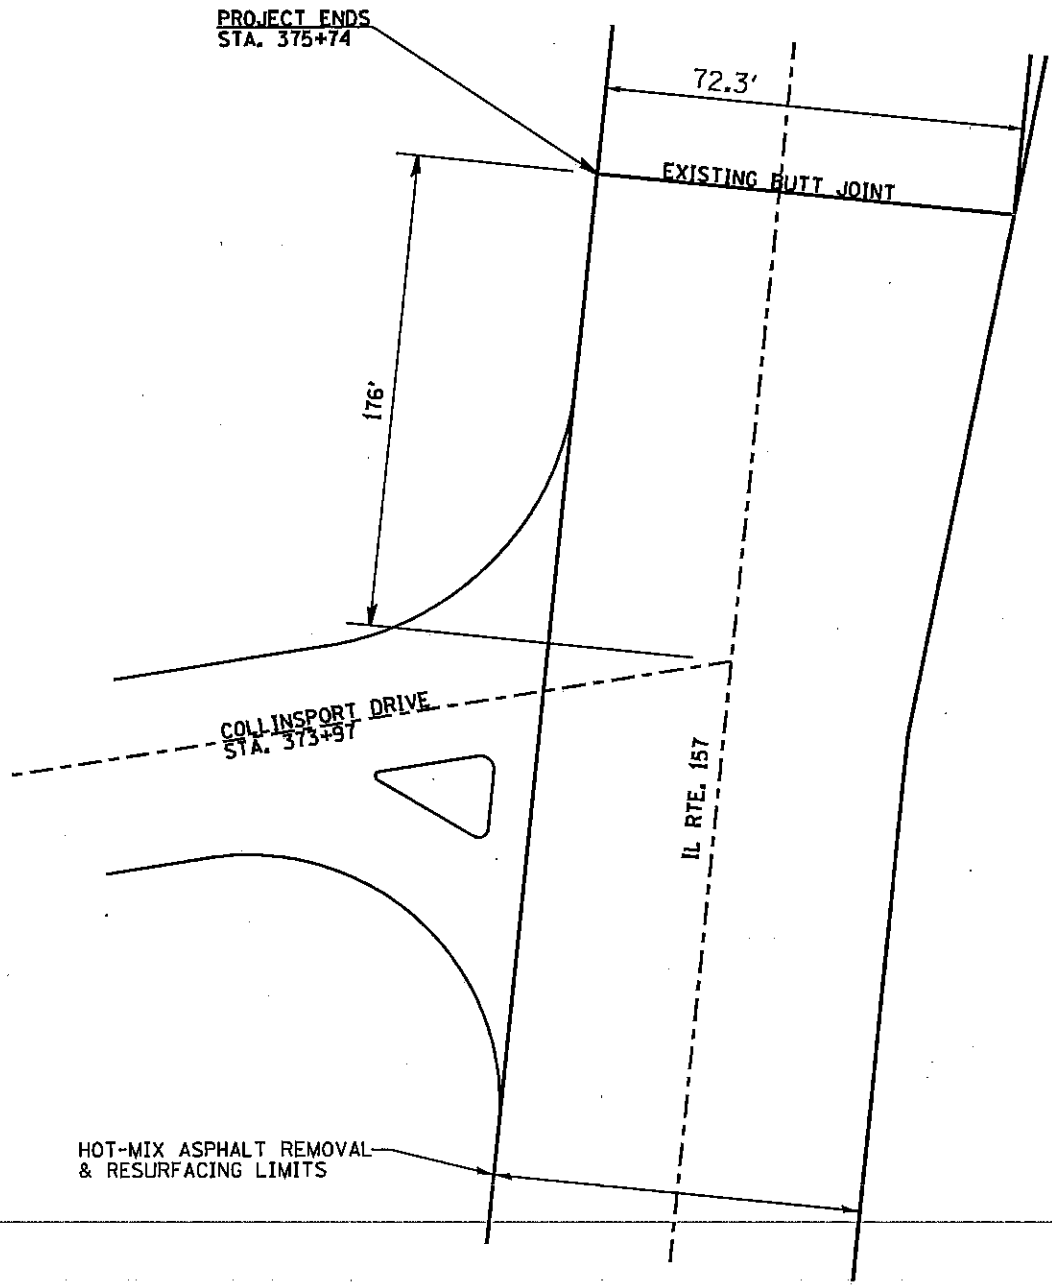 PROJECT ENDS
STA. 375+74
72.3'
EXISTING BUTT JOINT
176'
COLLINSPORT DRIVE
STA. 373+97
IL RTE. 157
HOT-MIX ASPHALT REMOVAL
& RESURFACING LIMITS